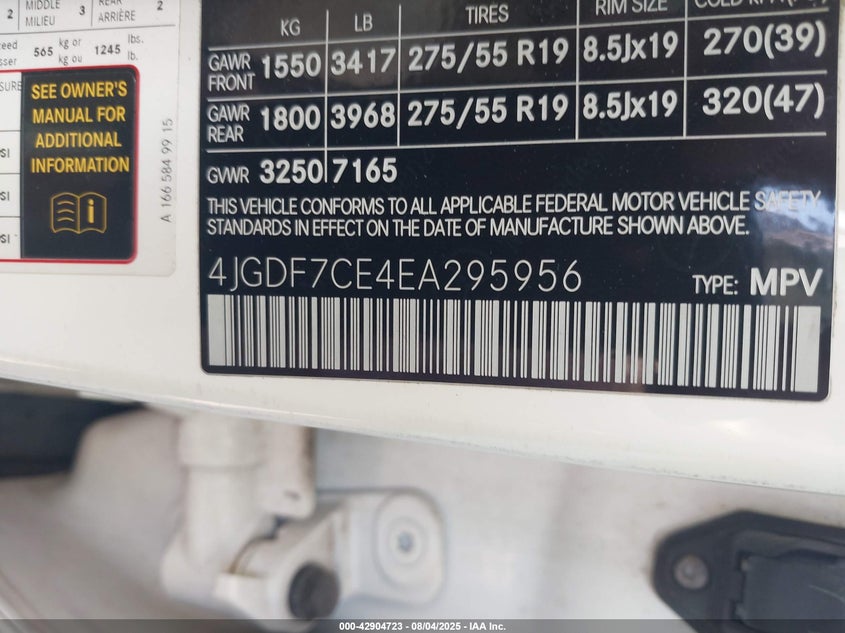 2 MIDDLE MILIEU 3 ARRIÈRE 2
565 kg or kg ou 1245 lbs. lb.
SEE OWNER'S
MANUAL FOR
ADDITIONAL
INFORMATION
A 166 584 99 15
KG LB TIRES RIM SIZE
GAWR FRONT 1550 3417 275/55 R19 8.5Jx19 270(39)
GAWR REAR 1800 3968 275/55 R19 8.5Jx19 320(47)
GVWR 3250 7165
THIS VEHICLE CONFORMS TO ALL APPLICABLE FEDERAL MOTOR VEHICLE SAFETY
STANDARDS IN EFFECT ON THE DATE OF MANUFACTURE SHOWN ABOVE.
4JGDF7CE4EA295956 TYPE: MPV
000-42904723 - 08/04/2025 - IAA Inc.